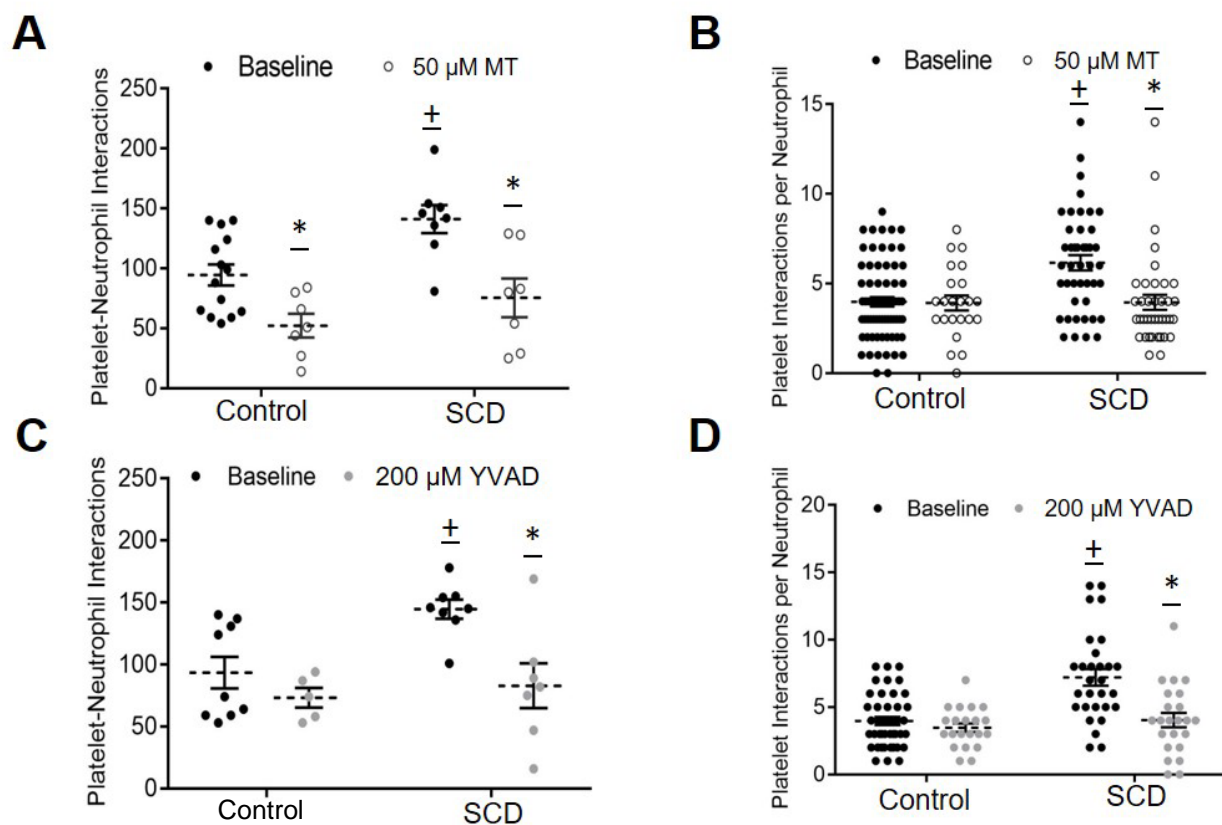 A
Baseline 50 µM MT
Platelet-Neutrophil Interactions
250
200
150
100
50
0
+
*
*
Control SCD
B
Baseline 50 µM MT
Platelet Interactions per Neutrophil
15
10
5
0
+
*
Control SCD
C
Baseline 200 µM YVAD
Platelet-Neutrophil Interactions
250
200
150
100
50
0
+
*
Control SCD
D
Baseline 200 µM YVAD
Platelet Interactions per Neutrophil
20
15
10
5
0
+
*
Control SCD